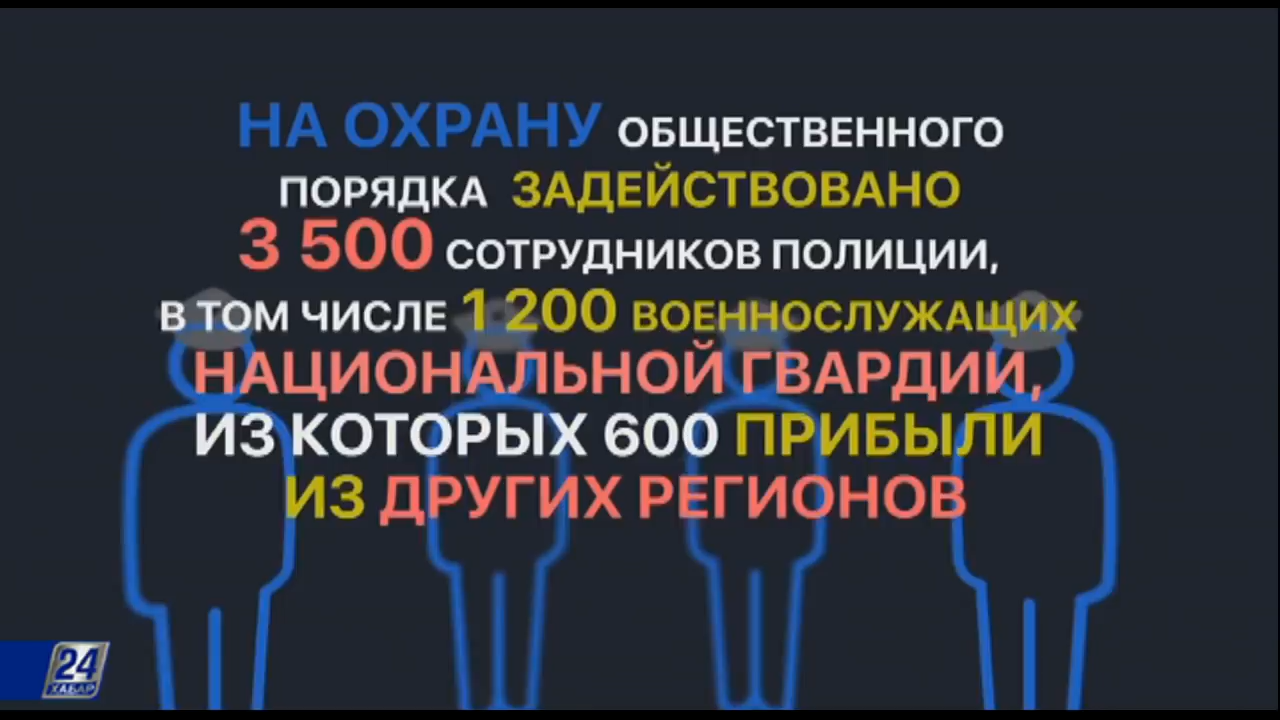 НА ОХРАНУ ОБЩЕСТВЕННОГО
ПОРЯДКА ЗАДЕЙСТВОВАНО
3 500 СОТРУДНИКОВ ПОЛИЦИИ,
В ТОМ ЧИСЛЕ 1 200 ВОЕННОСЛУЖАЩИХ
НАЦИОНАЛЬНОЙ ГВАРДИИ,
ИЗ КОТОРЫХ 600 ПРИБЫЛИ
ИЗ ДРУГИХ РЕГИОНОВ
24
ХАБАР